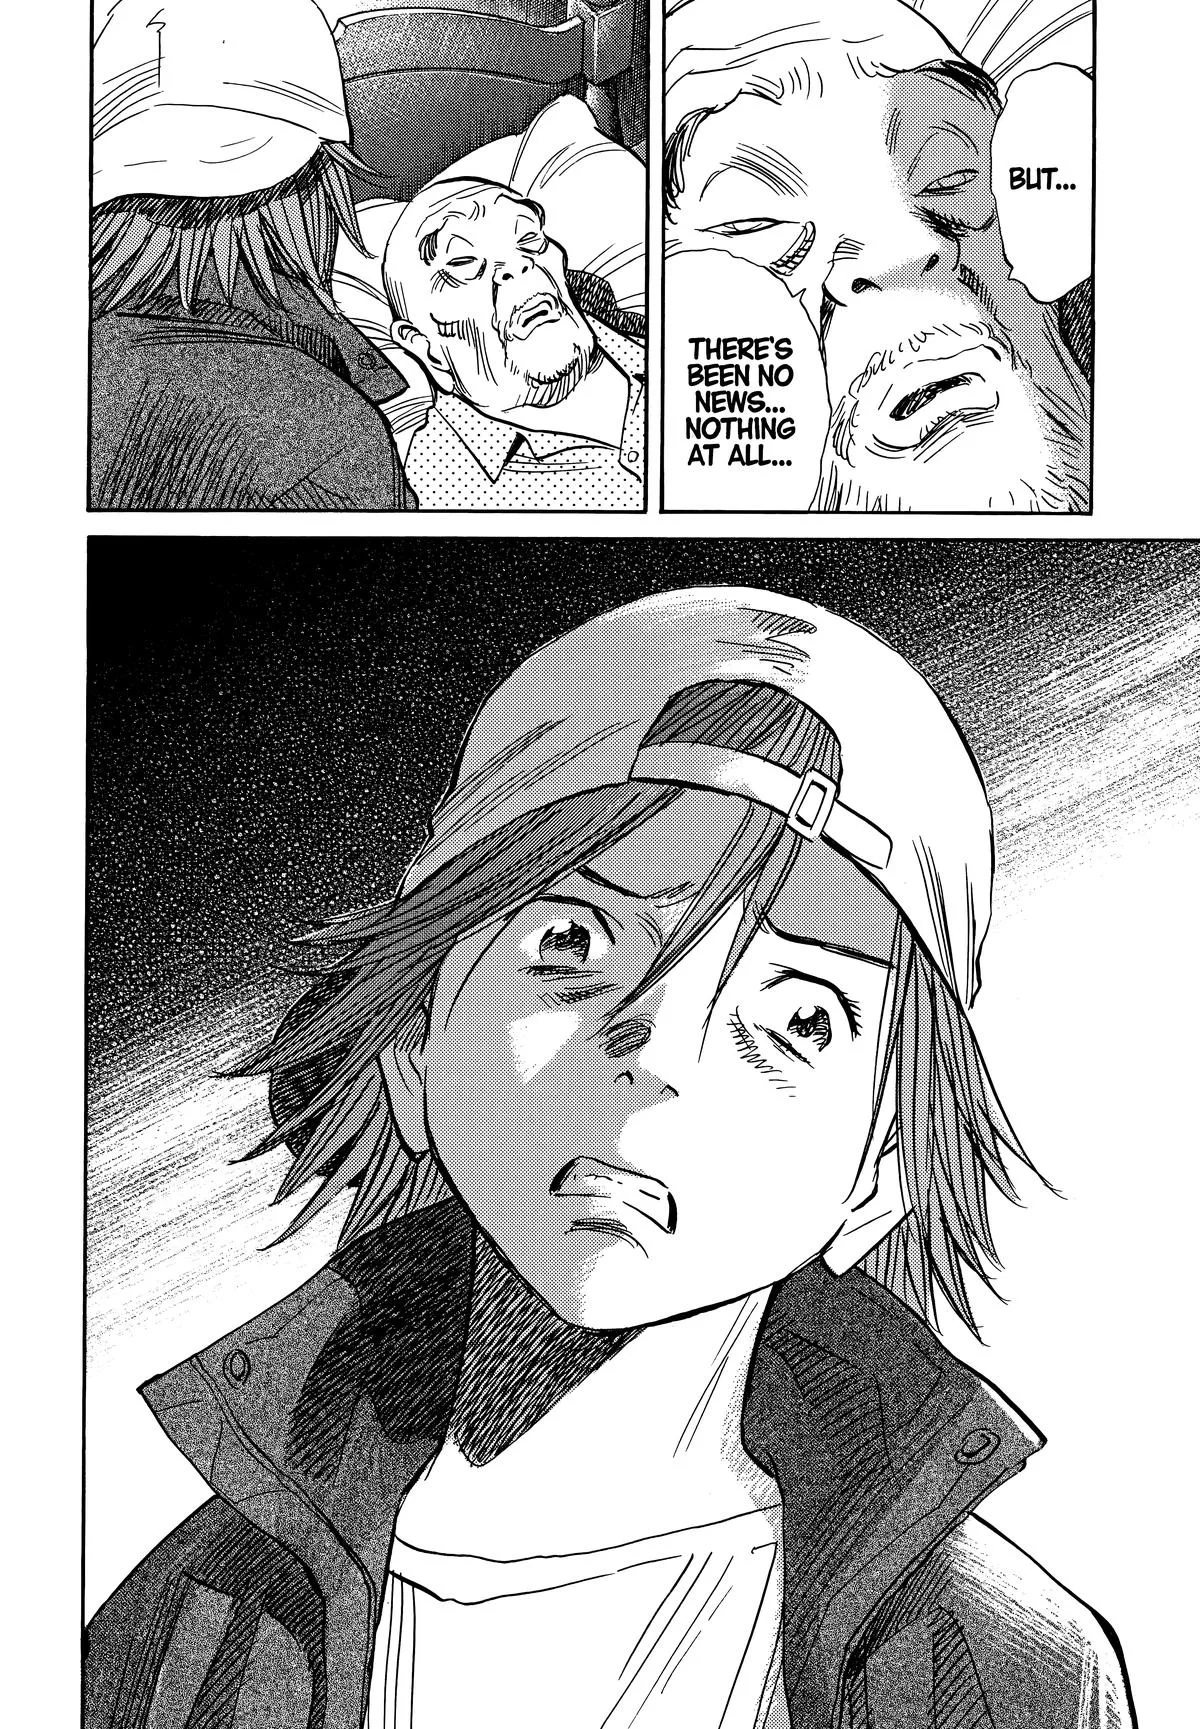 BUT...
THERE'S
BEEN NO
NEWS...
NOTHING
AT ALL...